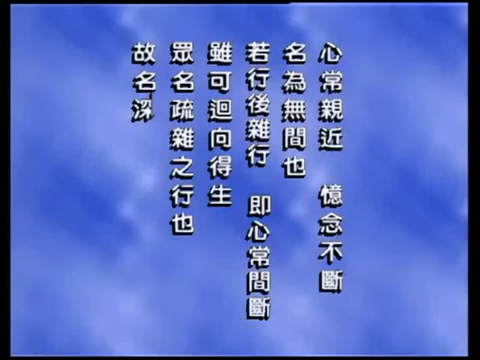 心常親近　憶念不斷
名為無間也
若行後雜行　即心常間斷
雖可迴向得生
眾名疏雜之行也
故名深